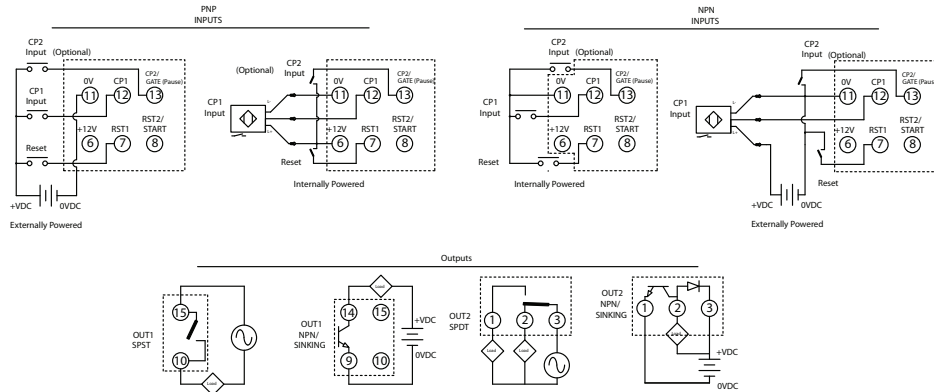 PNP
INPUTS
CP2
Input
(Optional)
CP1
Input
Reset
0V
CP1
CP2/
GATE (Pause)
11
12
13
+12V
RST1
RST2/
START
6
7
8
+VDC
0VDC
Externally Powered
(Optional)
CP2
Input
CP1
Input
Reset
0V
CP1
CP2/
GATE (Pause)
11
12
13
+12V
RST1
RST2/
START
6
7
8
Internally Powered
NPN
INPUTS
CP2
Input
(Optional)
CP1
Input
Reset
0V
CP1
CP2/
GATE (Pause)
11
12
13
+12V
RST1
RST2/
START
6
7
8
Internally Powered
CP2
Input
(Optional)
CP1
Input
0V
CP1
CP2/
GATE (Pause)
11
12
13
+12V
RST1
RST2/
START
6
7
8
Reset
+VDC
0VDC
Externally Powered
Outputs
OUT1
SPST
15
10
Load
OUT1
NPN/
SINKING
Load
14
15
9
10
+VDC
0VDC
OUT2
SPDT
1
2
3
Load
Load
OUT2
NPN/
SINKING
1
2
3
Load
+VDC
0VDC